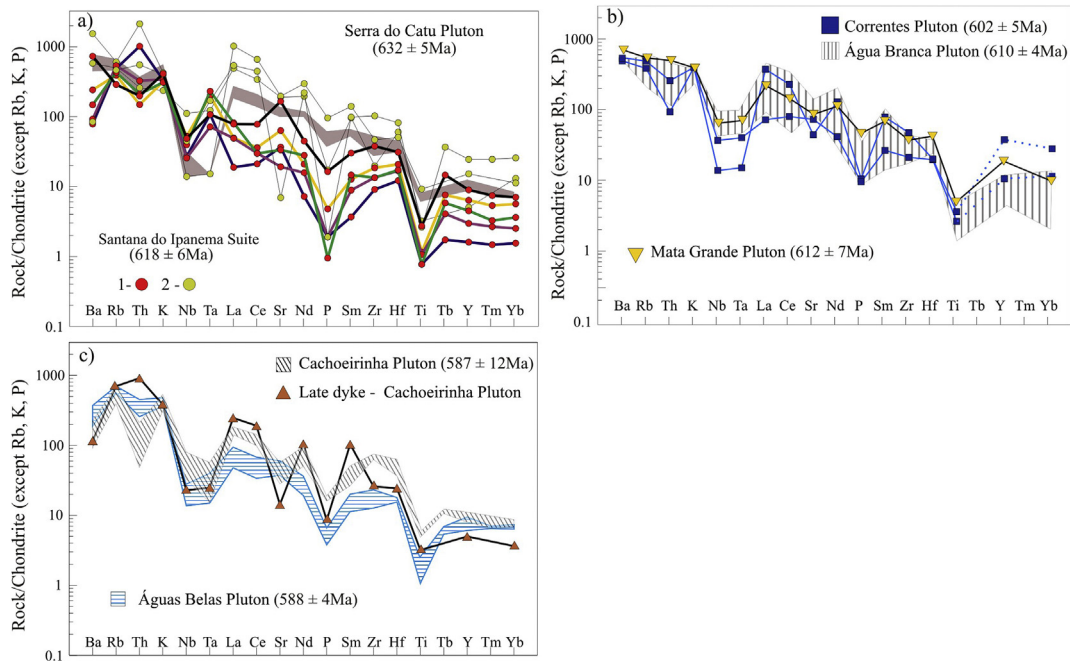 a)
Serra do Catu Pluton
(632 ± 5Ma)
Rock/Chondrite (except Rb, K, P)
1000
100
10
1
0.1
Santana do Ipanema Suite
(618 ± 6Ma)
1- 2 -
Ba Rb Th K Nb Ta La Ce Sr Nd P Sm Zr Hf Ti Tb Y Tm Yb
b)
Correntes Pluton (602 ± 5Ma)
Água Branca Pluton (610 ± 4Ma)
Rock/Chondrite (except Rb, K, P)
1000
100
10
1
0.1
Mata Grande Pluton (612 ± 7Ma)
Ba Rb Th K Nb Ta La Ce Sr Nd P Sm Zr Hf Ti Tb Y Tm Yb
c)
Cachoeirinha Pluton (587 ± 12Ma)
Late dyke - Cachoeirinha Pluton
Rock/Chondrite (except Rb, K, P)
1000
100
10
1
0.1
Águas Belas Pluton (588 ± 4Ma)
Ba Rb Th K Nb Ta La Ce Sr Nd P Sm Zr Hf Ti Tb Y Tm Yb